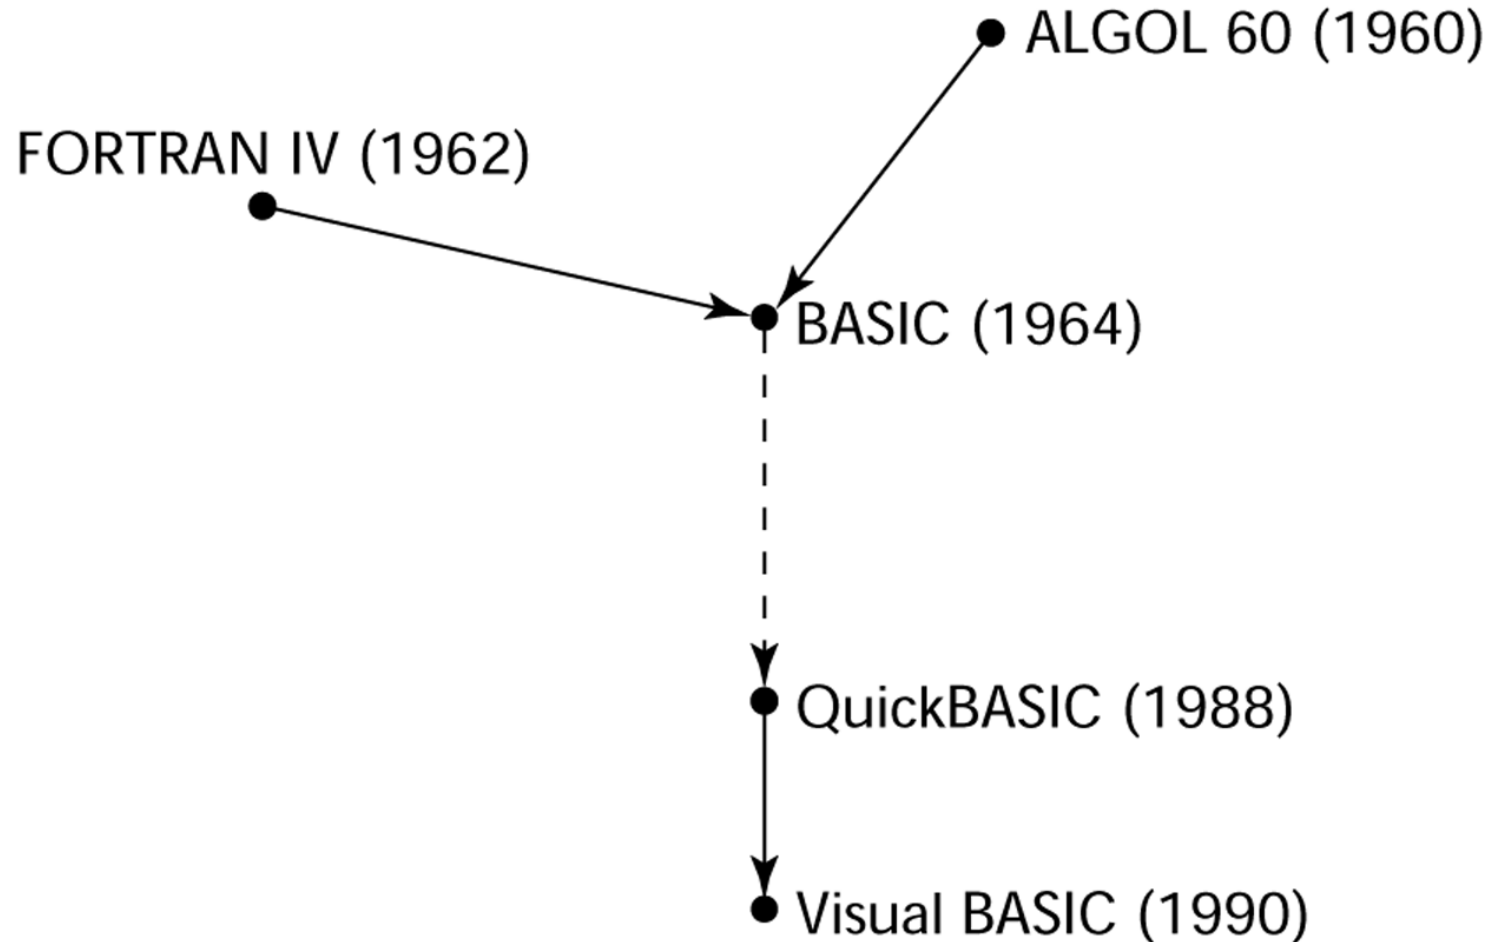 ALGOL 60 (1960)
FORTRAN IV (1962)
BASIC (1964)
QuickBASIC (1988)
Visual BASIC (1990)